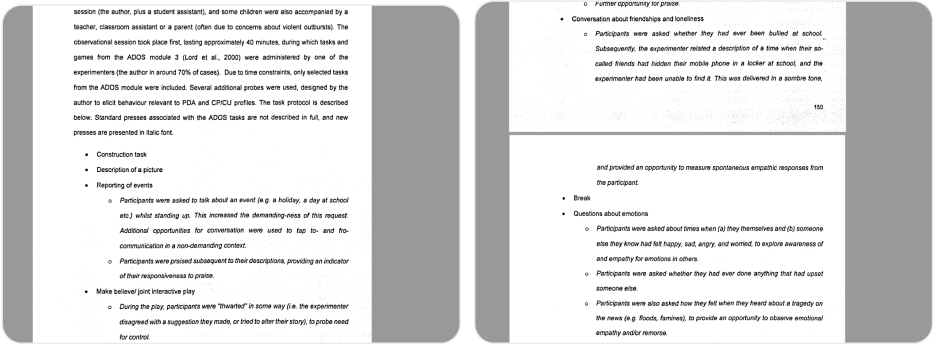 session (the author, plus a student assistant), and some children were also accompanied by a
teacher, classroom assistant or a parent (often due to concerns about violent outbursts). The
observational session took place first, lasting approximately 40 minutes, during which tasks and
games from the ADOS module 3 (Lord et al., 2000) were administered by one of the
experimenters (the author in around 70% of cases). Due to time constraints, only selected tasks
from the ADOS module were included. Several additional probes were used, designed by the
author to elicit behaviour relevant to PDA and CP/CU profiles. The task protocol is described
below. Standard presses associated with the ADOS tasks are not described in full, and new
presses are presented in italic font.
• Construction task
• Description of a picture
• Reporting of events
o Participants were asked to talk about an event (e.g. a holiday, a day at school
etc.) whilst standing up. This increased the demanding-ness of this request.
Additional opportunities for conversation were used to tap to- and fro-
communication in a non-demanding context.
o Participants were praised subsequent to their descriptions, providing an indicator
of their responsiveness to praise.
• Make believe/ joint interactive play
o During the play, participants were "thwarted" in some way (i.e. the experimenter
disagreed with a suggestion they made, or tried to alter their story), to probe need
for control.
o Further opportunity for praise.
• Conversation about friendships and loneliness
o Participants were asked whether they had ever been bullied at school.
Subsequently, the experimenter related a description of a time when their so-
called friends had hidden their mobile phone in a locker at school, and the
experimenter had been unable to find it. This was delivered in a sombre tone,
150
and provided an opportunity to measure spontaneous empathic responses from
the participant.
• Break
• Questions about emotions
o Participants were asked about times when (a) they themselves and (b) someone
else they know had felt happy, sad, angry, and worried, to explore awareness of
and empathy for emotions in others.
o Participants were asked whether they had ever done anything that had upset
someone else.
o Participants were also asked how they felt when they heard about a tragedy on
the news (e.g. floods, famines), to provide an opportunity to observe emotional
empathy and/or remorse.